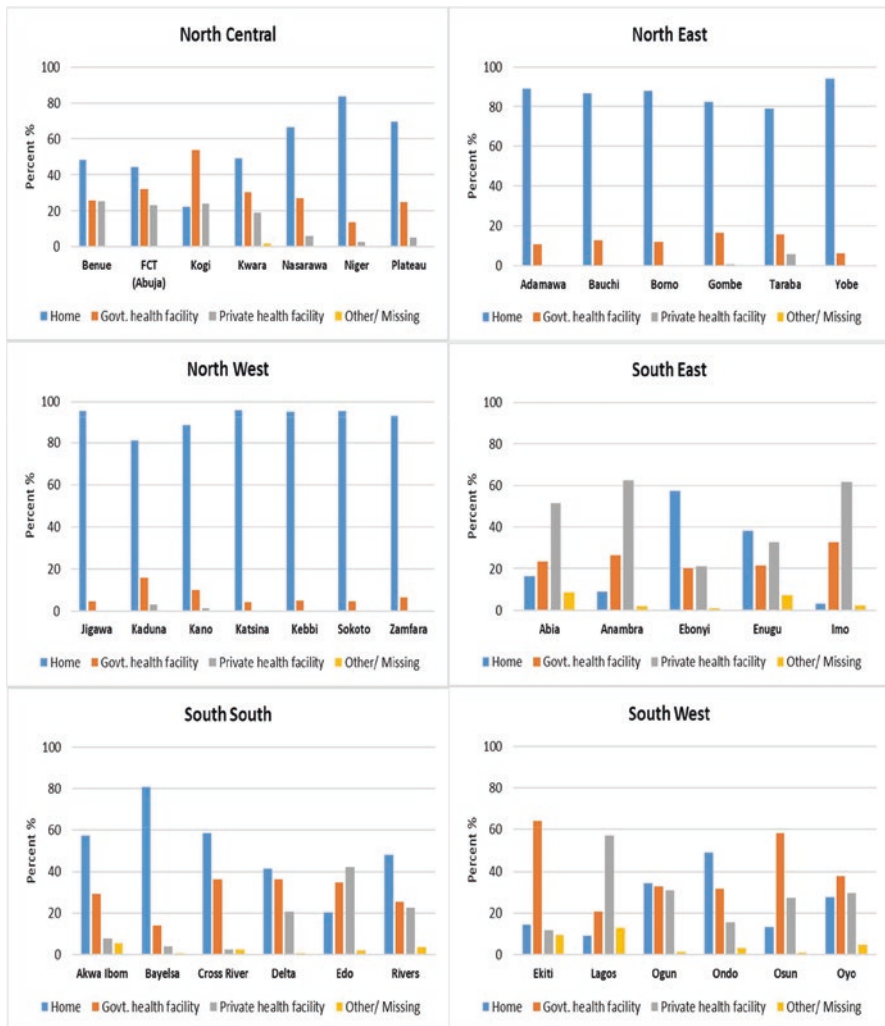 North Central
Percent %
100
80
60
40
20
0
Benue FCT (Abuja) Kogi Kwara Nasarawa Niger Plateau
Home Govt. health facility Private health facility Other/ Missing
North East
Percent %
100
80
60
40
20
0
Adamawa Bauchi Borno Gombe Taraba Yobe
Home Govt. health facility Private health facility Other/ Missing
North West
Percent %
100
80
60
40
20
0
Jigawa Kaduna Kano Katsina Kebbi Sokoto Zamfara
Home Govt. health facility Private health facility Other/ Missing
South East
Percent %
100
80
60
40
20
0
Abia Anambra Ebonyi Enugu Imo
Home Govt. health facility Private health facility Other/ Missing
South South
Percent %
100
80
60
40
20
0
Akwa Ibom Bayelsa Cross River Delta Edo Rivers
Home Govt. health facility Private health facility Other/ Missing
South West
Percent %
100
80
60
40
20
0
Ekiti Lagos Ogun Ondo Osun Oyo
Home Govt. health facility Private health facility Other/ Missing